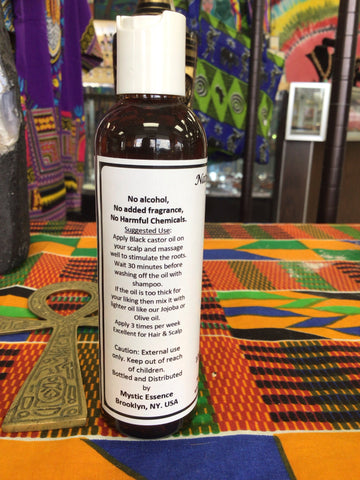 No alcohol,
No added fragrance,
No Harmful Chemicals.
Suggested Use:
Apply Black castor oil on
your scalp and massage
well to stimulate the roots.
Wait 30 minutes before
washing off the oil with
shampoo.
If the oil is too thick for
your liking then mix it with
lighter oil like our Jojoba or
Olive oil.
Apply 3 times per week
Excellent for Hair & Scalp
Caution: External use
only. Keep out of reach
of children.
Bottled and Distributed
by
Mystic Essence
Brooklyn, NY. USA